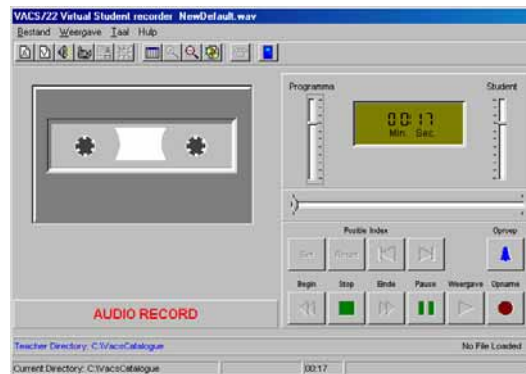 VACS/22 Virtual Student recorder NewDefault.wav
Bestand Weergave Taal Hulp
Programma Student
00:17
Min. Sec.
Positie Index Oproep
Set Reset
Begin Stop Einde Pauze Weergave Opname
AUDIO RECORD
Teacher Directory: C:\VacsCatalogue No File Loaded
Current Directory: C:\VacsCatalogue 00:17